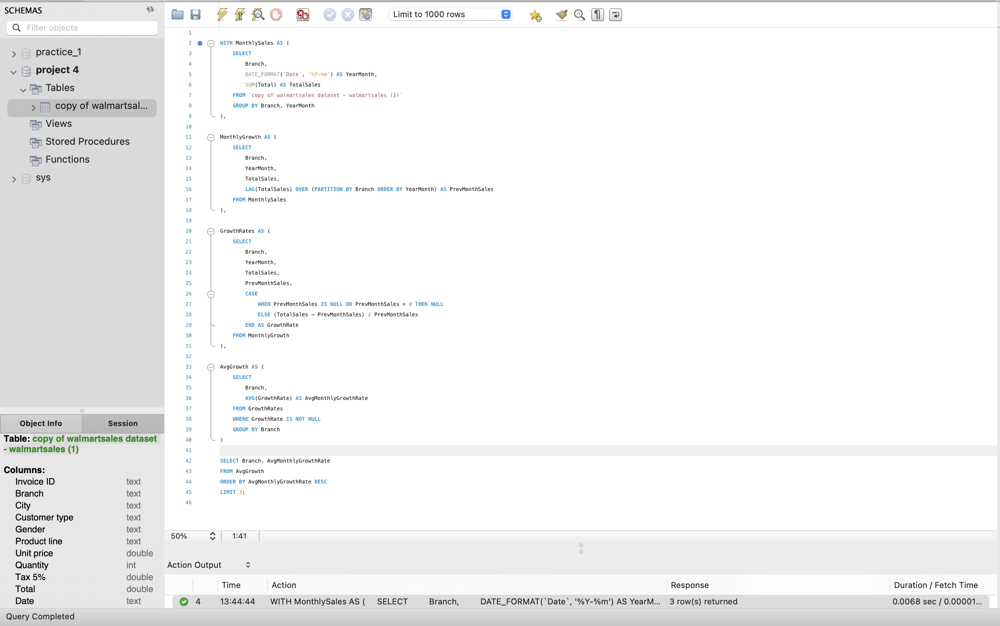 SCHEMAS
Filter objects
practice_1
project 4
Tables
copy of walmartsal...
Views
Stored Procedures
Functions
sys
Object Info
Session
Table: copy of walmartsales dataset
- walmartsales (1)
Columns:
Invoice ID text
Branch text
City text
Customer type text
Gender text
Product line text
Unit price double
Quantity int
Tax 5% double
Total double
Date text
Query Completed
Limit to 1000 rows
1
2 WITH MonthlySales AS (
3 SELECT
4 Branch,
5 DATE_FORMAT(`Date`, '%Y-%m') AS YearMonth,
6 SUM(Total) AS TotalSales
7 FROM `copy of walmartsales dataset - walmartsales (1)`
8 GROUP BY Branch, YearMonth
9 ),
10
11 MonthlyGrowth AS (
12 SELECT
13 Branch,
14 YearMonth,
15 TotalSales,
16 LAG(TotalSales) OVER (PARTITION BY Branch ORDER BY YearMonth) AS PrevMonthSales
17 FROM MonthlySales
18 ),
19
20 GrowthRates AS (
21 SELECT
22 Branch,
23 YearMonth,
24 TotalSales,
25 PrevMonthSales,
26 CASE
27 WHEN PrevMonthSales IS NULL OR PrevMonthSales = 0 THEN NULL
28 ELSE (TotalSales - PrevMonthSales) / PrevMonthSales
29 END AS GrowthRate
30 FROM MonthlyGrowth
31 ),
32
33 AvgGrowth AS (
34 SELECT
35 Branch,
36 AVG(GrowthRate) AS AvgMonthlyGrowthRate
37 FROM GrowthRates
38 WHERE GrowthRate IS NOT NULL
39 GROUP BY Branch
40 )
41
42 SELECT Branch, AvgMonthlyGrowthRate
43 FROM AvgGrowth
44 ORDER BY AvgMonthlyGrowthRate DESC
45 LIMIT 3;
46
50% 1:41
Action Output
Time Action Response Duration / Fetch Time
4 13:44:44 WITH MonthlySales AS ( SELECT Branch, DATE_FORMAT(`Date`, '%Y-%m') AS YearM... 3 row(s) returned 0.0068 sec / 0.00001...